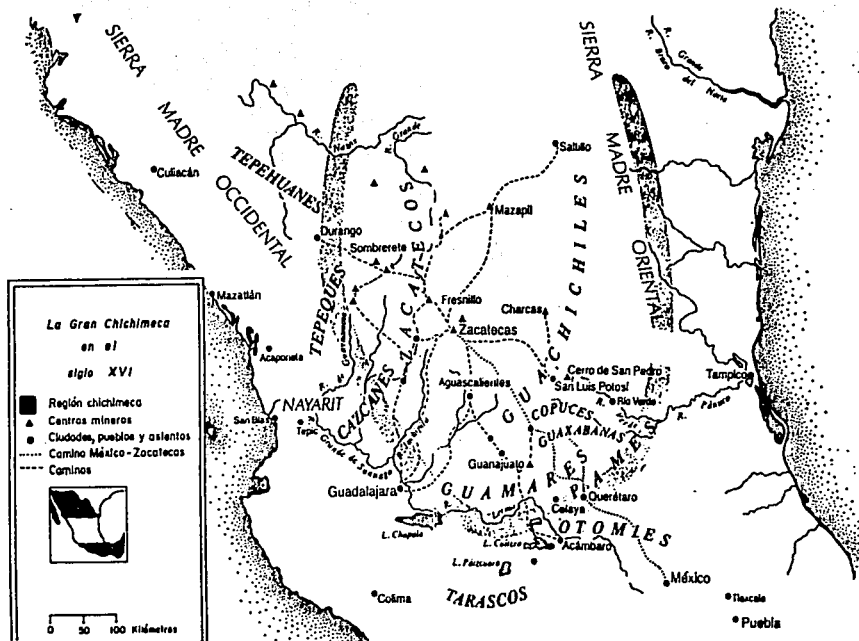 SIERRA
MADRE
OCCIDENTAL
SIERRA
MADRE
ORIENTAL
R. Grande
R. Bravo del Norte
R. Nazas
R. Grande
TEPEHUANES
Culiacán
Saltillo
Mazapil
Durango
Sombrerete
ZACATECOS
GUACHICHILES
TEPEQUES
Fresnillo
Charcas
Zacatecas
Mazatlán
Acaponeta
Cerro de San Pedro
San Luis Potosí
Río Verde
Tampico
R. Pánuco
Aguascalientes
CAZCANES
NAYARIT
San Blas
Tepic
R. Grande de Santiago
COPUCES
GUAXABANAS
PAMES
Guanajuato
GUAMARES
Guadalajara
Querétaro
Celaya
OTOMIES
L. Chapala
L. Cuitzeo
Acámbaro
L. Pátzcuaro
TARASCOS
Colima
México
Tlaxcala
Puebla
La Gran Chichimeca
en el
siglo XVI
Región chichimeca
Centros mineros
Ciudades, pueblos y asientos
Camino México-Zacatecas
Caminos
0 50 100 Kilómetros